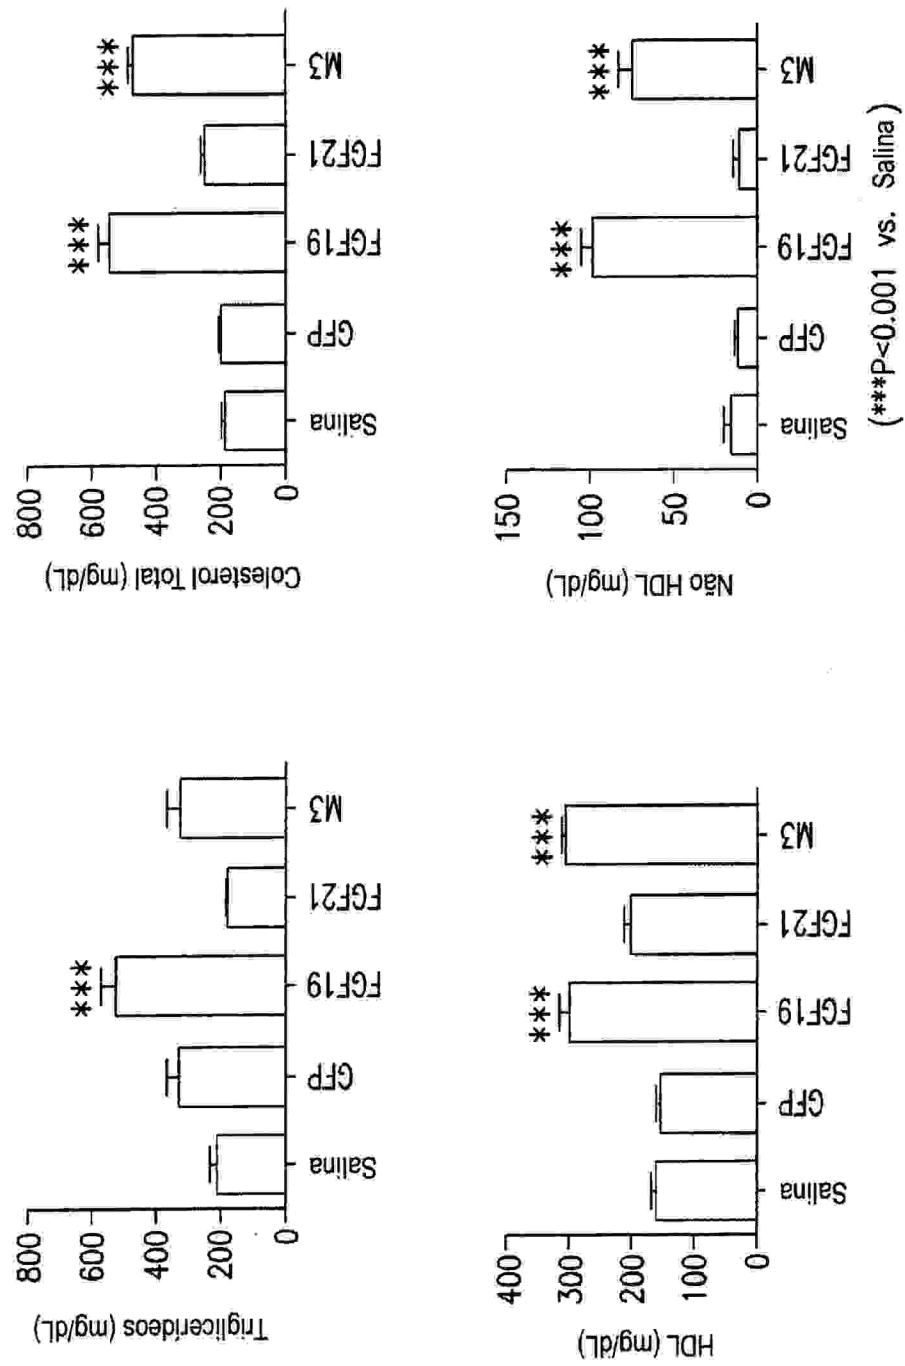 Triglicerídeos (mg/dL)
800
600
400
200
0
Salina
GFP
FGF19
FGF21
M3
***
Colesterol Total (mg/dL)
800
600
400
200
0
Salina
GFP
FGF19
FGF21
M3
***
***
HDL (mg/dL)
400
300
200
100
0
Salina
GFP
FGF19
FGF21
M3
***
***
Não HDL (mg/dL)
150
100
50
0
Salina
GFP
FGF19
FGF21
M3
***
***
(***P<0.001 vs. Salina)